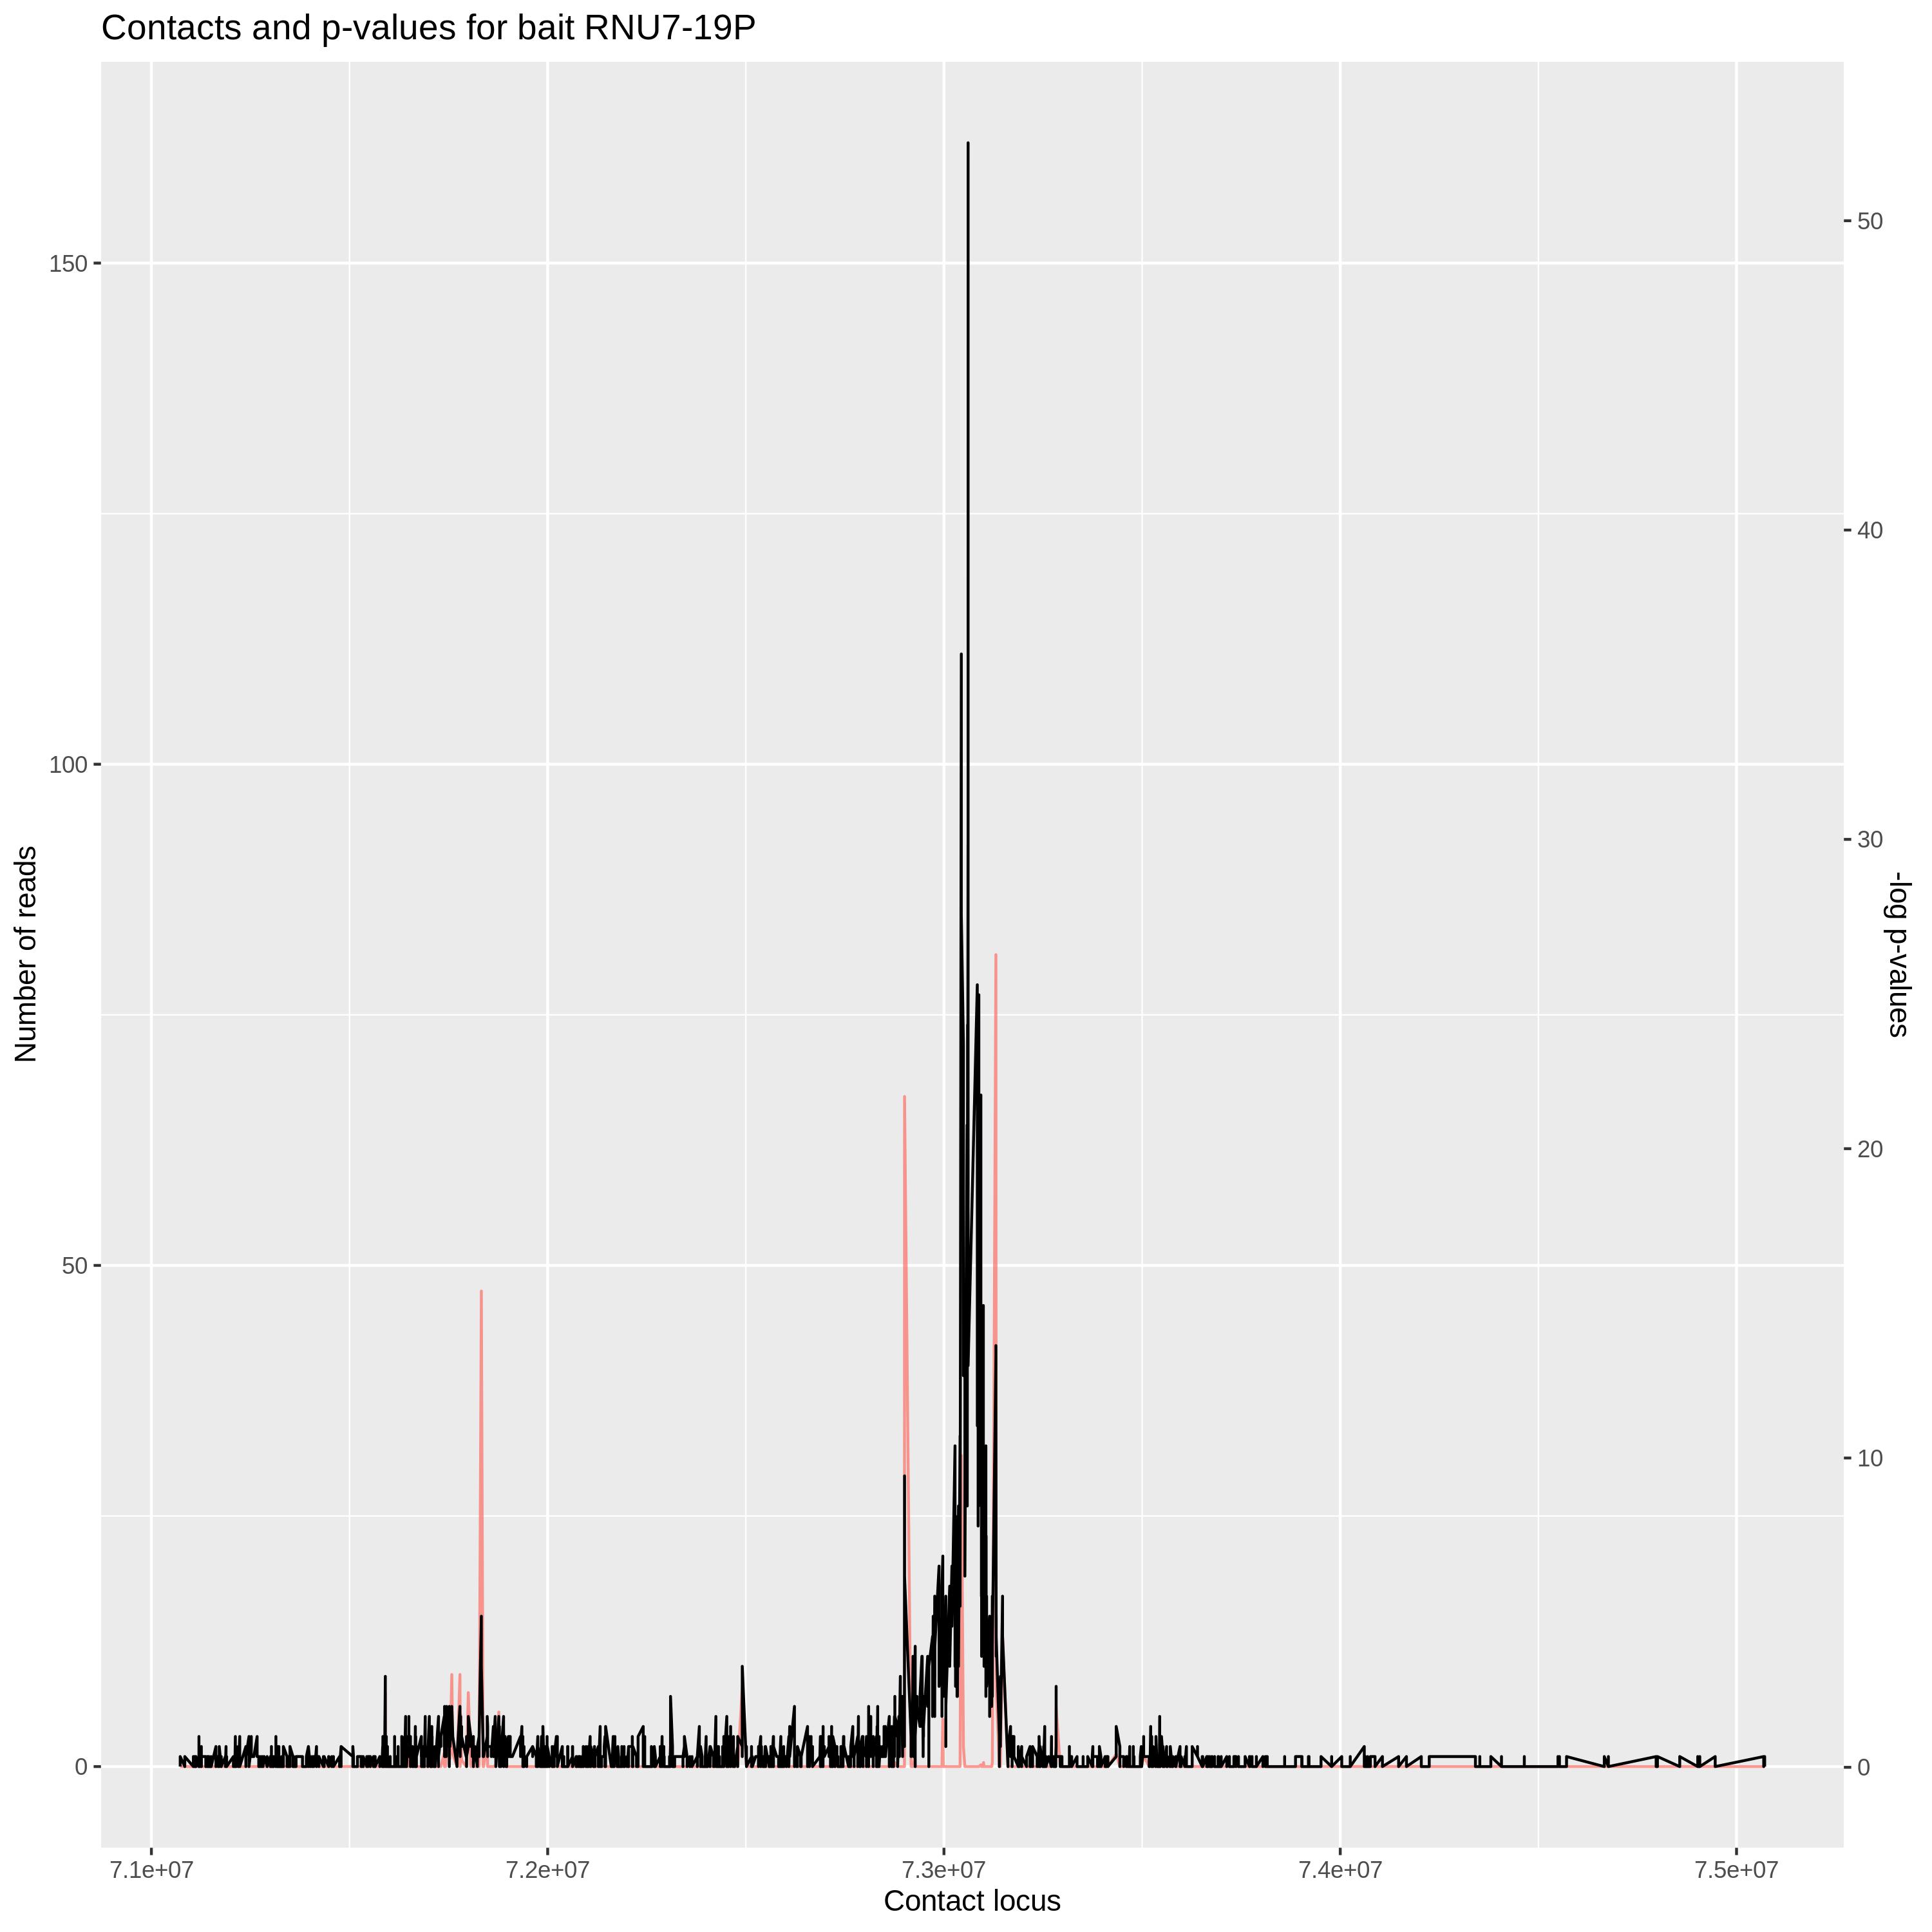 Contacts and p-values for bait RNU7-19P
150
100
50
0
Number of reads
50
40
30
20
10
0
-log p-values
7.1e+07 7.2e+07 7.3e+07 7.4e+07 7.5e+07
Contact locus